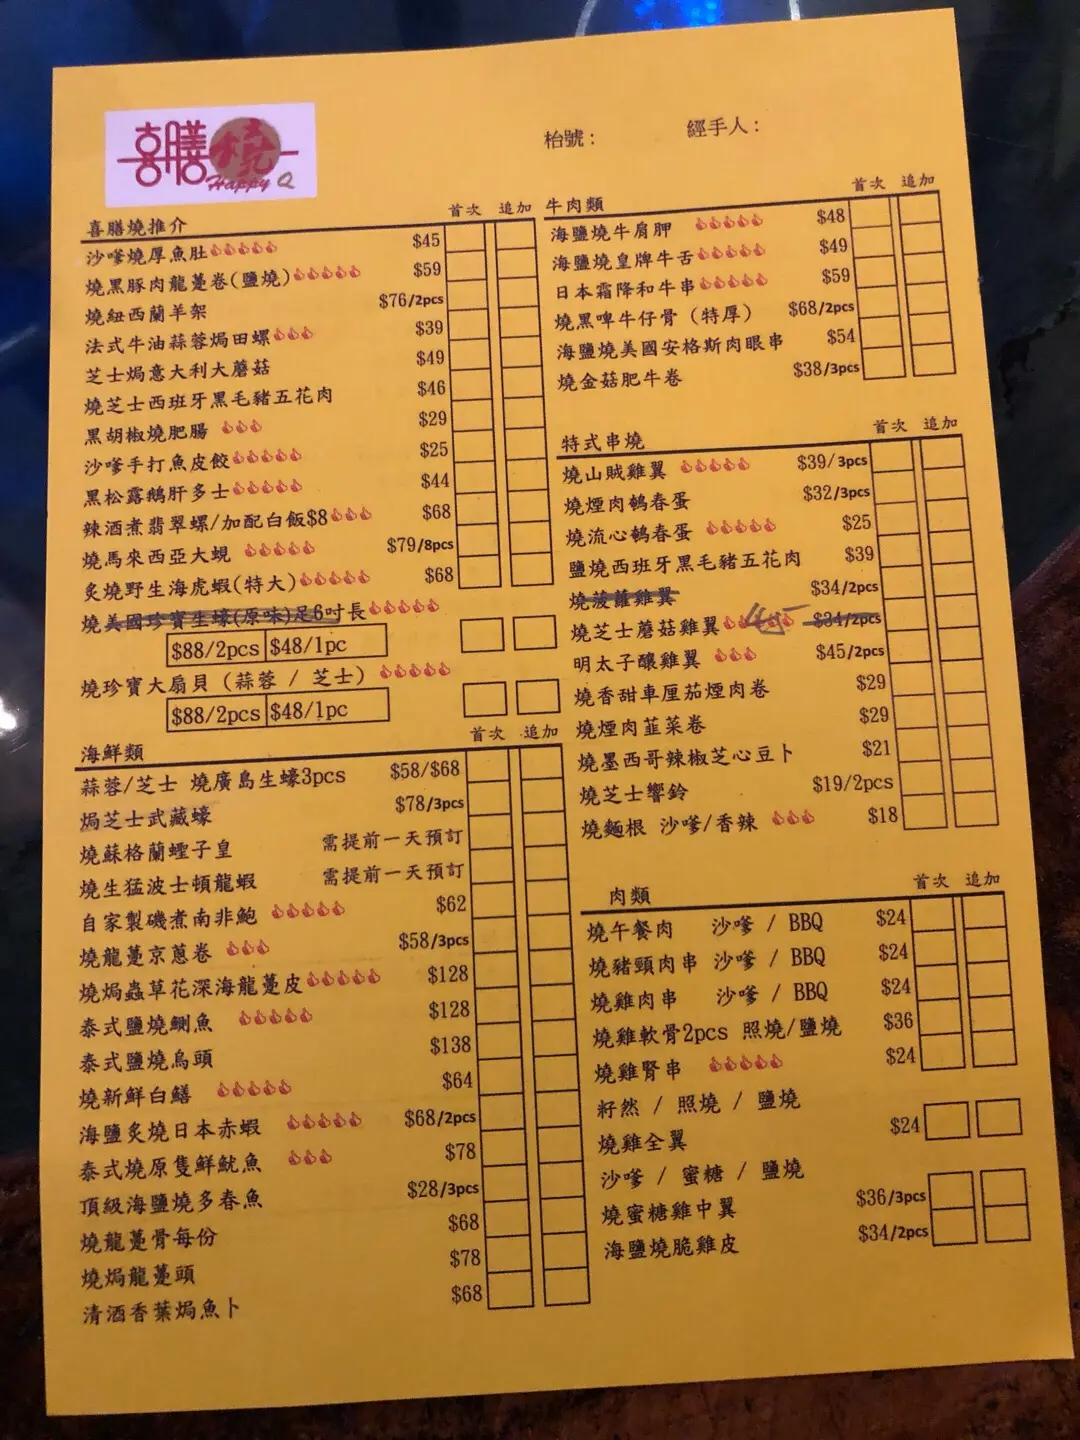 喜膳燒
Happy Q
枱號：
經手人：
喜膳燒推介 首次 追加
沙嗲燒厚魚肚 $45
燒黑豚肉龍躉卷(鹽燒) $59
燒紐西蘭羊架 $76/2pcs
法式牛油蒜蓉焗田螺 $39
芝士焗意大利大蘑菇 $49
燒芝士西班牙黑毛豬五花肉 $46
黑胡椒燒肥腸 $29
沙嗲手打魚皮餃 $25
黑松露鵝肝多士 $44
辣酒煮翡翠螺/加配白飯$8 $68
燒馬來西亞大蜆 $79/8pcs
炙燒野生海虎蝦(特大) $68
燒美國珍寶生蠔(原味)足6吋長
$88/2pcs $48/1pc
燒珍寶大扇貝 (蒜蓉 / 芝士)
$88/2pcs $48/1pc
海鮮類 首次 追加
蒜蓉/芝士 燒廣島生蠔3pcs $58/$68
焗芝士武藏蠔 $78/3pcs
燒蘇格蘭蟶子皇 需提前一天預訂
燒生猛波士頓龍蝦 需提前一天預訂
自家製磯煮南非鮑 $62
燒龍躉京蔥卷 $58/3pcs
燒焗蟲草花深海龍躉皮 $128
泰式鹽燒鯏魚 $128
泰式鹽燒烏頭 $138
燒新鮮白鱔 $64
海鹽炙燒日本赤蝦 $68/2pcs
泰式燒原隻鮮魷魚 $78
頂級海鹽燒多春魚 $28/3pcs
燒龍躉骨每份 $68
燒焗龍躉頭 $78
清酒香葉焗魚卜 $68
牛肉類 首次 追加
海鹽燒牛肩胛 $48
海鹽燒皇牌牛舌 $49
日本霜降和牛串 $59
燒黑啤牛仔骨 (特厚) $68/2pcs
海鹽燒美國安格斯肉眼串 $54
燒金菇肥牛卷 $38/3pcs
特式串燒 首次 追加
燒山賊雞翼 $39/3pcs
燒煙肉鵪春蛋 $32/3pcs
燒流心鵪春蛋 $25
鹽燒西班牙黑毛豬五花肉 $39
燒菠蘿雞翼 $34/2pcs
燒芝士蘑菇雞翼 45 $34/2pcs
明太子釀雞翼 $45/2pcs
燒香甜車厘茄煙肉卷 $29
燒煙肉韮菜卷 $29
燒墨西哥辣椒芝心豆卜 $21
燒芝士響鈴 $19/2pcs
燒麵根 沙嗲/香辣 $18
肉類 首次 追加
燒午餐肉 沙嗲 / BBQ $24
燒豬頸肉串 沙嗲 / BBQ $24
燒雞肉串 沙嗲 / BBQ $24
燒雞軟骨2pcs 照燒/鹽燒 $36
燒雞腎串 $24
籽然 / 照燒 / 鹽燒
燒雞全翼 $24
沙嗲 / 蜜糖 / 鹽燒
燒蜜糖雞中翼 $36/3pcs
海鹽燒脆雞皮 $34/2pcs